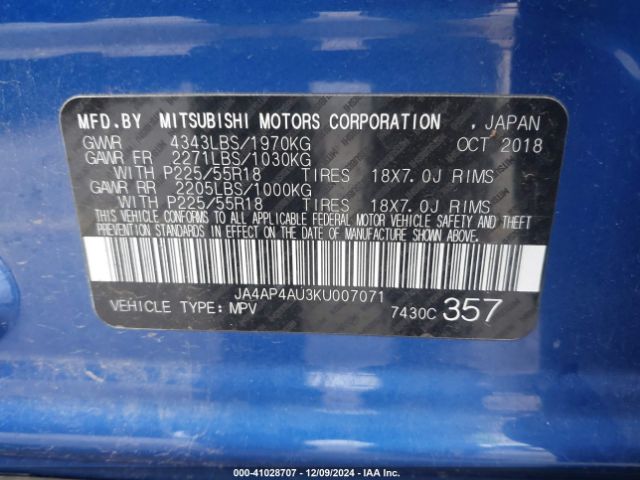 MFD.BY MITSUBISHI MOTORS CORPORATION , JAPAN
GVWR 4343LBS/1970KG OCT 2018
GAWR FR 2271LBS/1030KG
WITH P225/55R18 TIRES 18X7.0J RIMS
GAWR RR 2205LBS/1000KG
WITH P225/55R18 TIRES 18X7.0J RIMS
THIS VEHICLE CONFORMS TO ALL APPLICABLE FEDERAL MOTOR VEHICLE SAFETY AND THEFT
PREVENTION STANDARDS IN EFFECT ON THE DATE OF MANUFACTURE SHOWN ABOVE.
JA4AP4AU3KU007071
VEHICLE TYPE: MPV 7430C 357
000-41028707 - 12/09/2024 - IAA Inc.